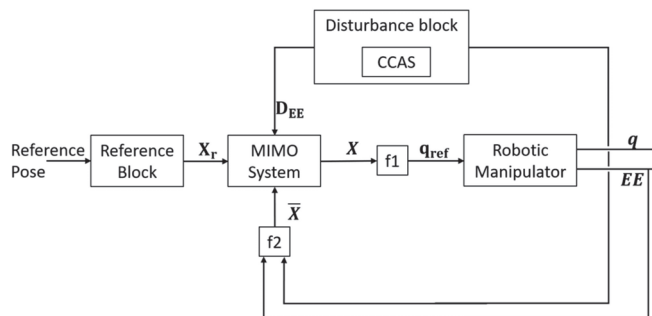 Disturbance block
CCAS
D_EE
Reference Pose
Reference Block
X_r
MIMO System
X
f1
q_ref
Robotic Manipulator
q
EE
X̅
f2